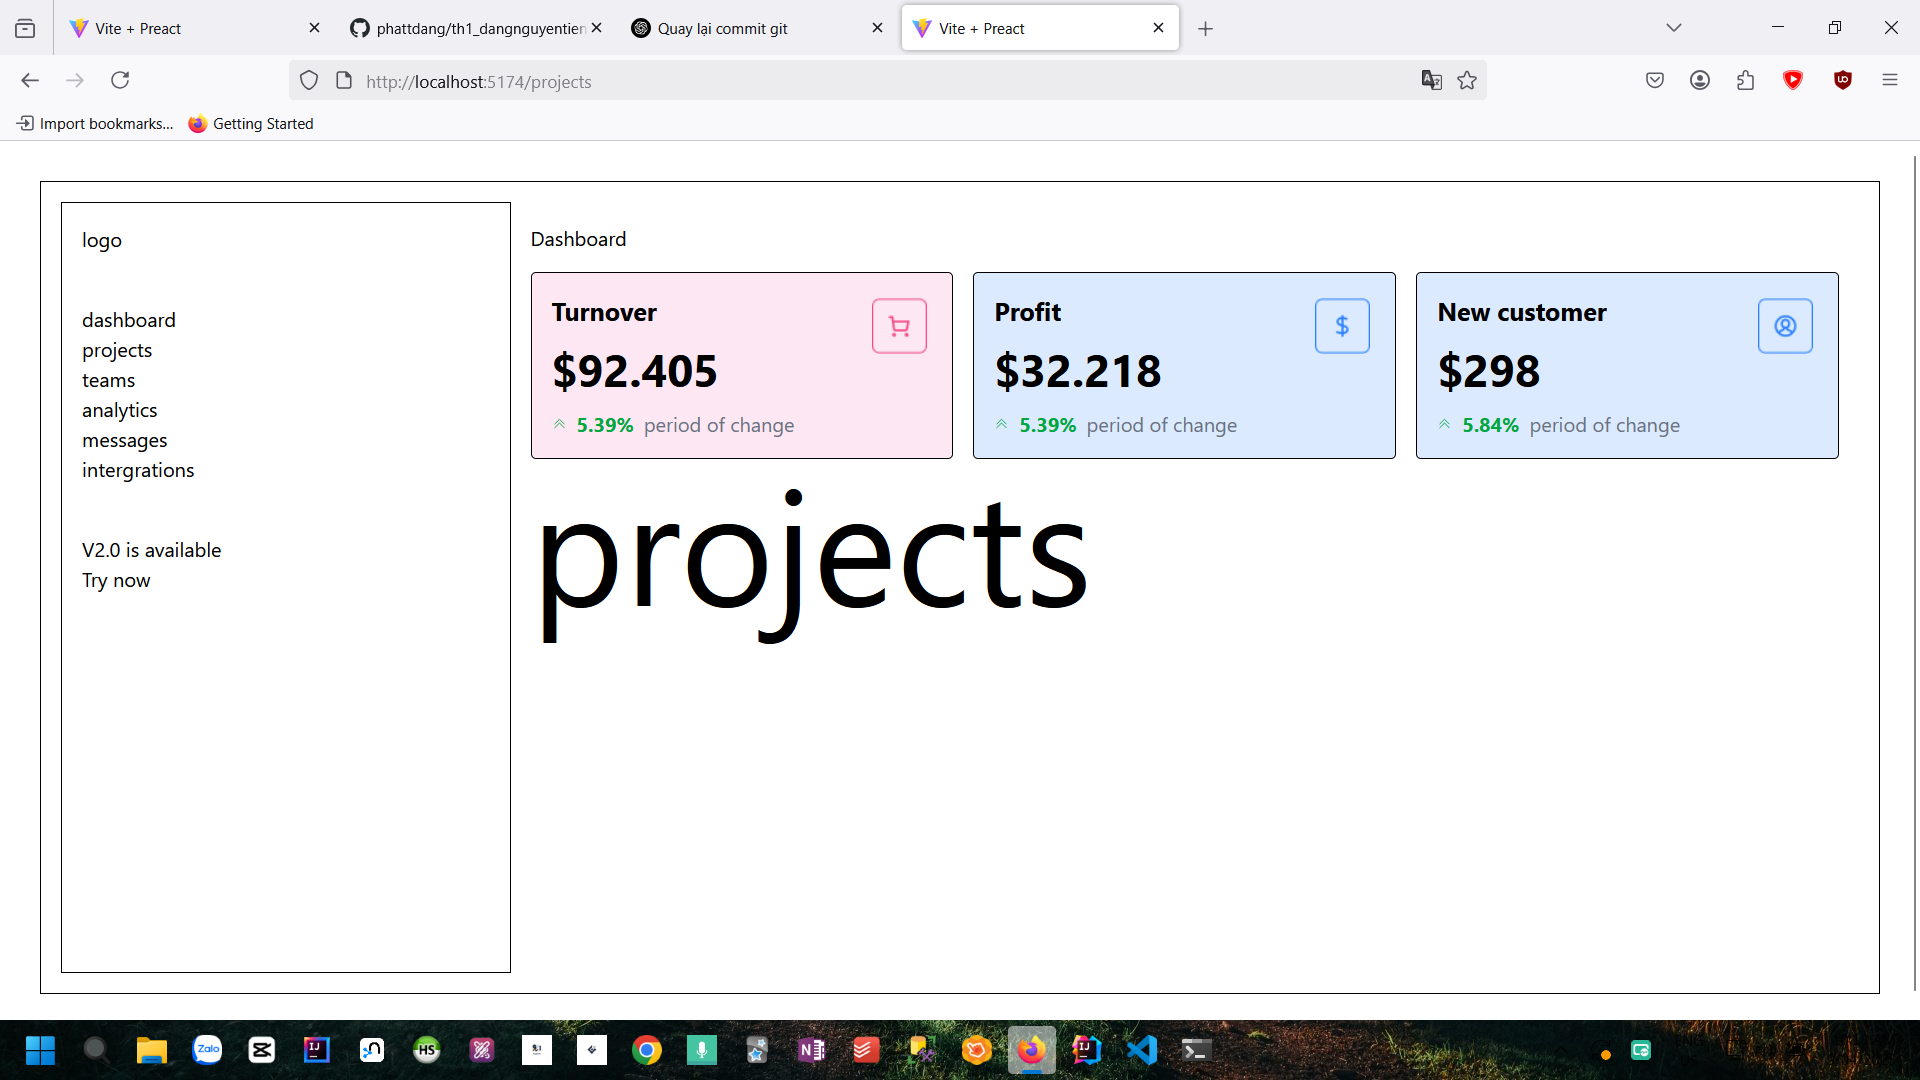 Vite + Preact
phattdang/th1_dangnguyentien
Quay lại commit git
Vite + Preact
http://localhost:5174/projects
Import bookmarks...
Getting Started
logo
dashboard
projects
teams
analytics
messages
intergrations
V2.0 is available
Try now
Dashboard
Turnover
$92.405
5.39% period of change
Profit
$
$32.218
5.39% period of change
New customer
$298
5.84% period of change
projects
Zalo
HS